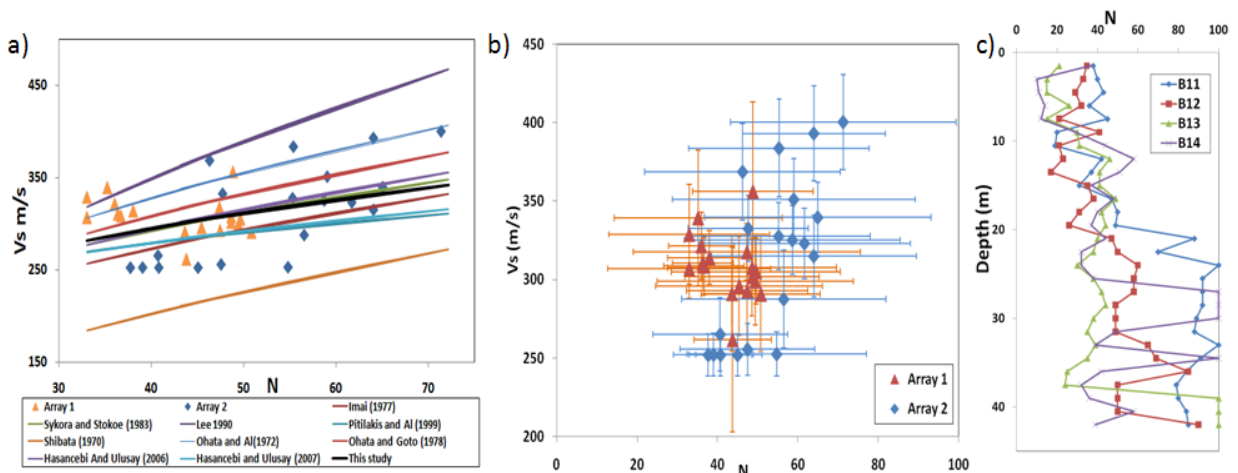 a)
450
350
250
150
Vs m/s
30 40 50 60 70
N
Array 1 Array 2 Imai (1977)
Sykora and Stokoe (1983) Lee 1990 Pitilakis and Al (1999)
Shibata (1970) Ohata and Al(1972) Ohata and Goto (1978)
Hasancebi And Ulusay (2006) Hasancebi and Ulusay (2007) This study
b)
450
400
350
300
250
200
Vs (m/s)
0 20 40 60 80 100
N
Array 1
Array 2
c)
N
0 20 40 60 80 100
0
10
20
30
40
Depth(m)
B11
B12
B13
B14